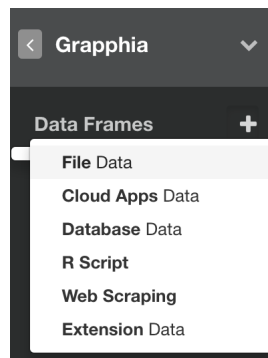 Grapphia
Data Frames
File Data
Cloud Apps Data
Database Data
R Script
Web Scraping
Extension Data